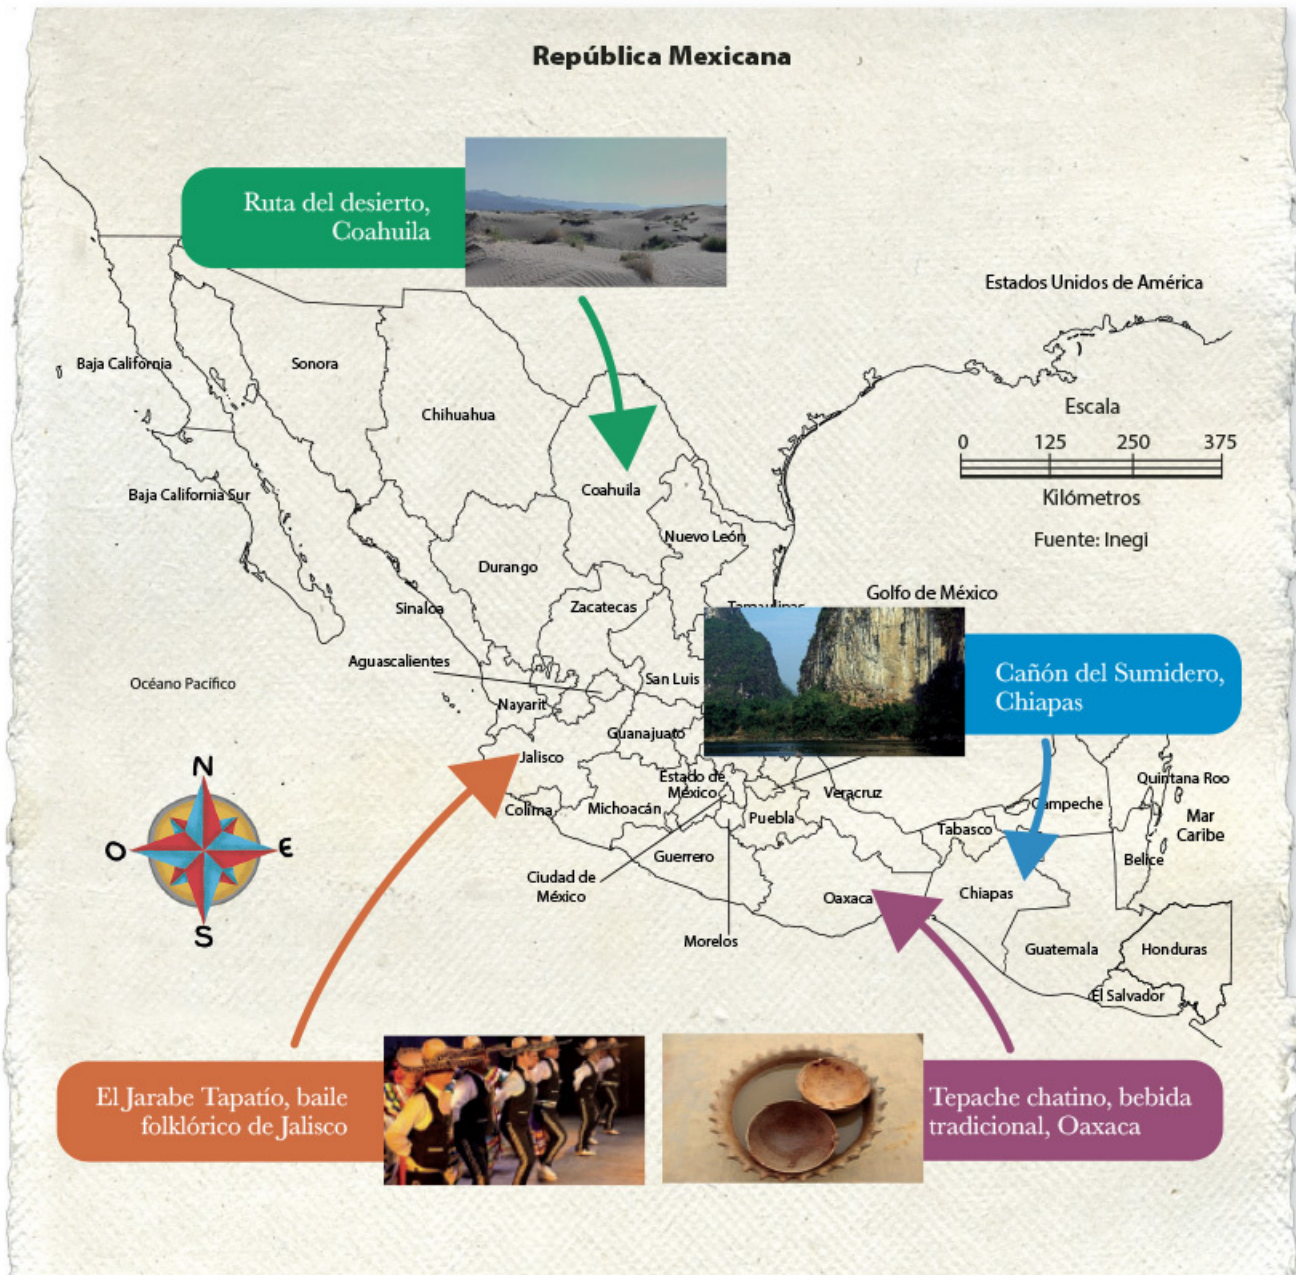 República Mexicana
Ruta del desierto,
Coahuila
Estados Unidos de América
Baja California
Sonora
Chihuahua
Escala
0 125 250 375
Kilómetros
Fuente: Inegi
Coahuila
Baja California Sur
Nuevo León
Durango
Sinaloa
Zacatecas
Tamaulipas
Golfo de México
Aguascalientes
San Luis
Océano Pacífico
Cañón del Sumidero,
Chiapas
Nayarit
Guanajuato
Jalisco
Estado de
México
Colima
Michoacán
Veracruz
Puebla
Campeche
Quintana Roo
Mar
Caribe
Tabasco
Belice
Guerrero
Ciudad de
México
Oaxaca
Chiapas
Morelos
Guatemala
Honduras
El Salvador
N
O
E
S
El Jarabe Tapatío, baile
folklórico de Jalisco
Tepache chatino, bebida
tradicional, Oaxaca